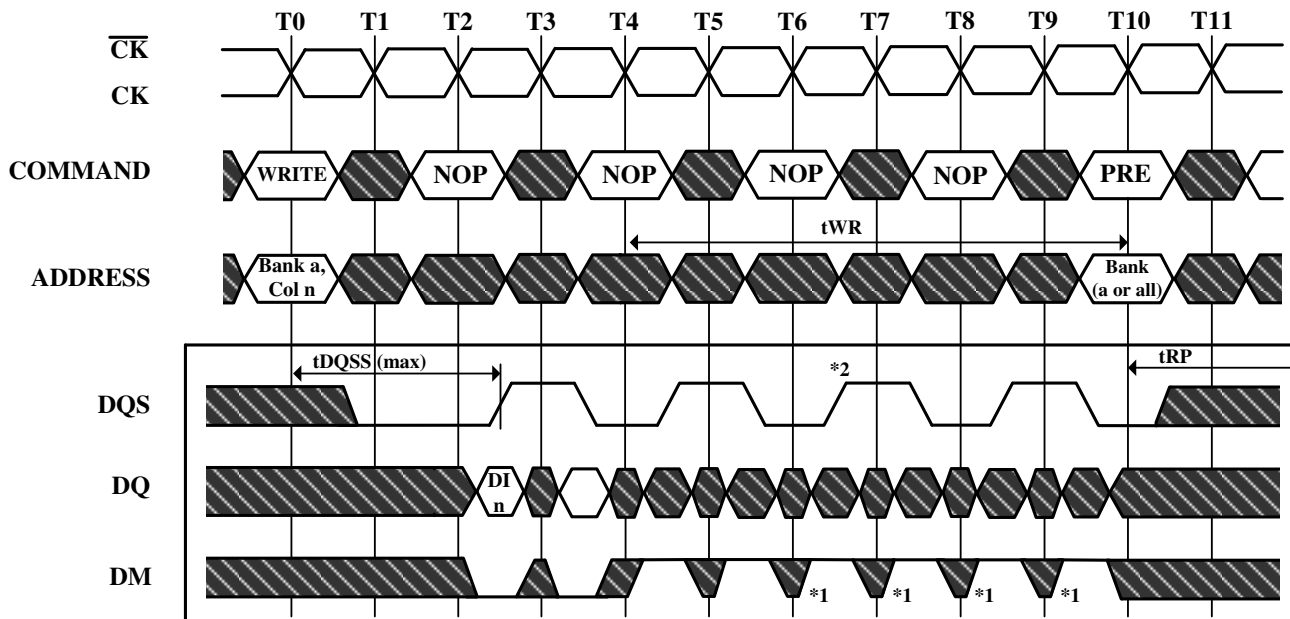 T0 T1 T2 T3 T4 T5 T6 T7 T8 T9 T10 T11
CK
CK
COMMAND
WRITE NOP NOP NOP NOP PRE
tWR
ADDRESS
Bank a,
Col n
Bank
(a or all)
tDQSS (max)
*2
tRP
DQS
DQ
DI
n
DM
*1 *1 *1 *1